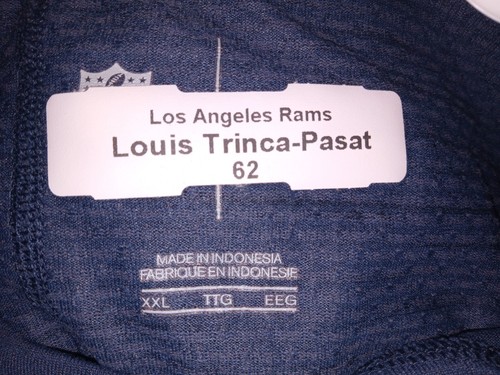 Los Angeles Rams
Louis Trinca-Pasat
62
MADE IN INDONESIA
FABRIQUE EN INDONESIE
XXL TTG EEG